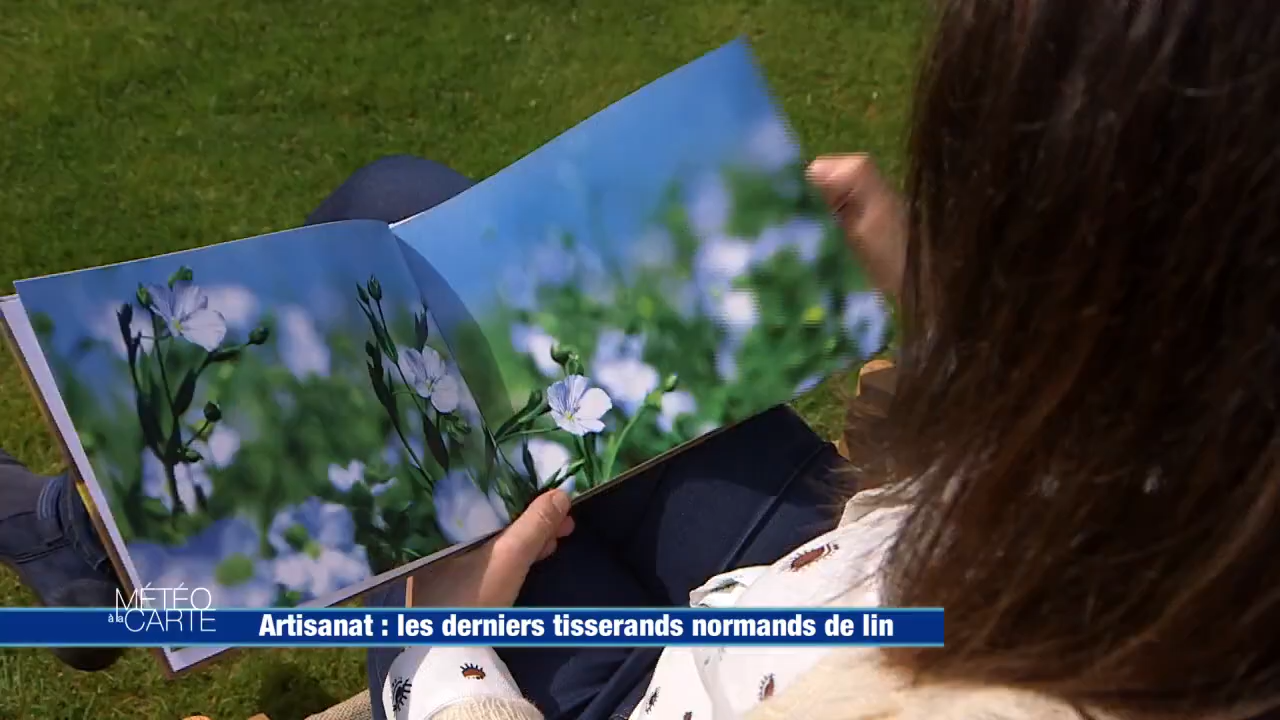 MÉTÉO
à la CARTE
Artisanat : les derniers tisserands normands de lin